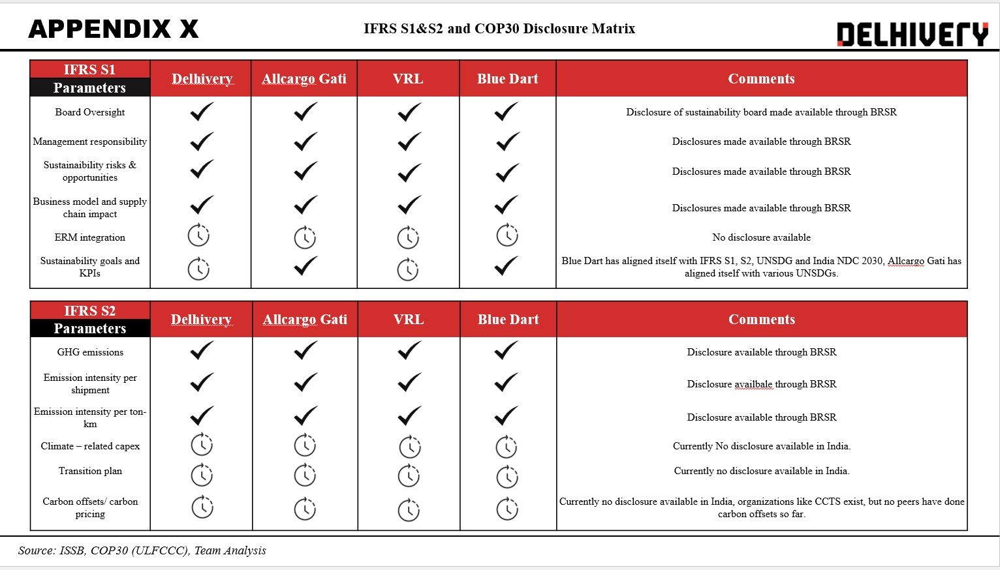 APPENDIX X
IFRS S1&S2 and COP30 Disclosure Matrix
DELHIVERY
IFRS S1
Parameters
Delhivery
Allcargo Gati
VRL
Blue Dart
Comments
Board Oversight
Disclosure of sustainability board made available through BRSR
Management responsibility
Disclosures made available through BRSR
Sustainaibility risks &
opportunities
Disclosures made available through BRSR
Business model and supply
chain impact
Disclosures made available through BRSR
ERM integration
No disclosure available
Sustainability goals and
KPIs
Blue Dart has aligned itself with IFRS S1, S2, UNSDG and India NDC 2030, Allcargo Gati has
aligned itself with various UNSDGs.
IFRS S2
Parameters
Delhivery
Allcargo Gati
VRL
Blue Dart
Comments
GHG emissions
Disclosure available through BRSR
Emission intensity per
shipment
Disclosure availbale through BRSR
Emission intensity per ton-
km
Disclosure available through BRSR
Climate – related capex
Currently No disclosure available in India.
Transition plan
Currently no disclosure available in India.
Carbon offsets/ carbon
pricing
Currently no disclosure available in India, organizations like CCTS exist, but no peers have done
carbon offsets so far.
Source: ISSB, COP30 (ULFCCC), Team Analysis